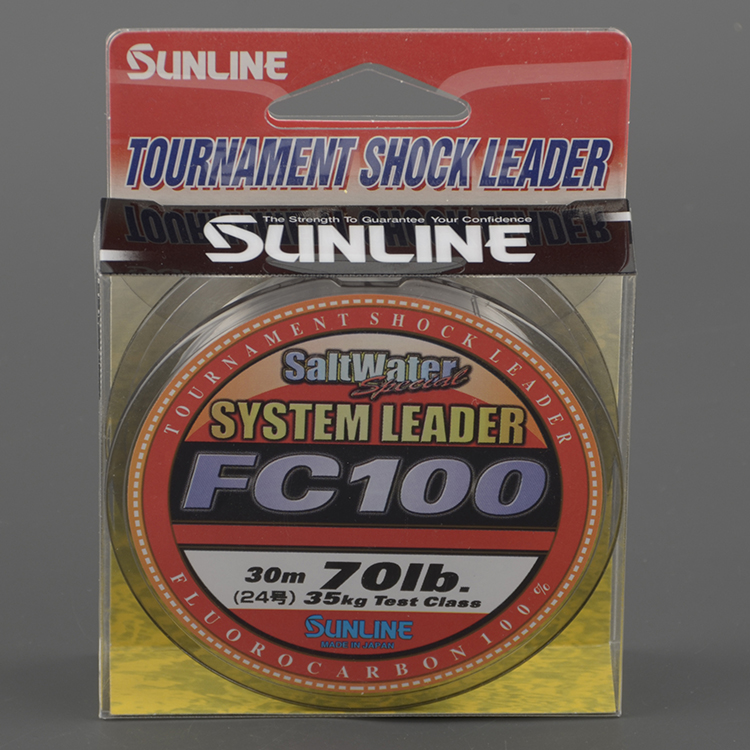 SUNLINE
TOURNAMENT SHOCK LEADER
The Strength To Guarantee Your Confidence
SUNLINE
TOURNAMENT SHOCK LEADER
SaltWater
Special
SYSTEM LEADER
FC100
30m 70lb.
(24号) 35kg Test Class
SUNLINE
MADE IN JAPAN
FLUOROCARBON 100%